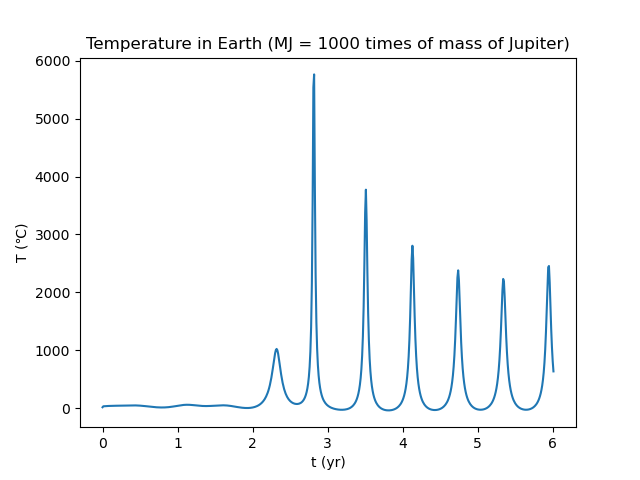 Temperature in Earth (MJ = 1000 times of mass of Jupiter)
6000
5000
4000
3000
2000
1000
0
T (℃)
0 1 2 3 4 5 6
t (yr)